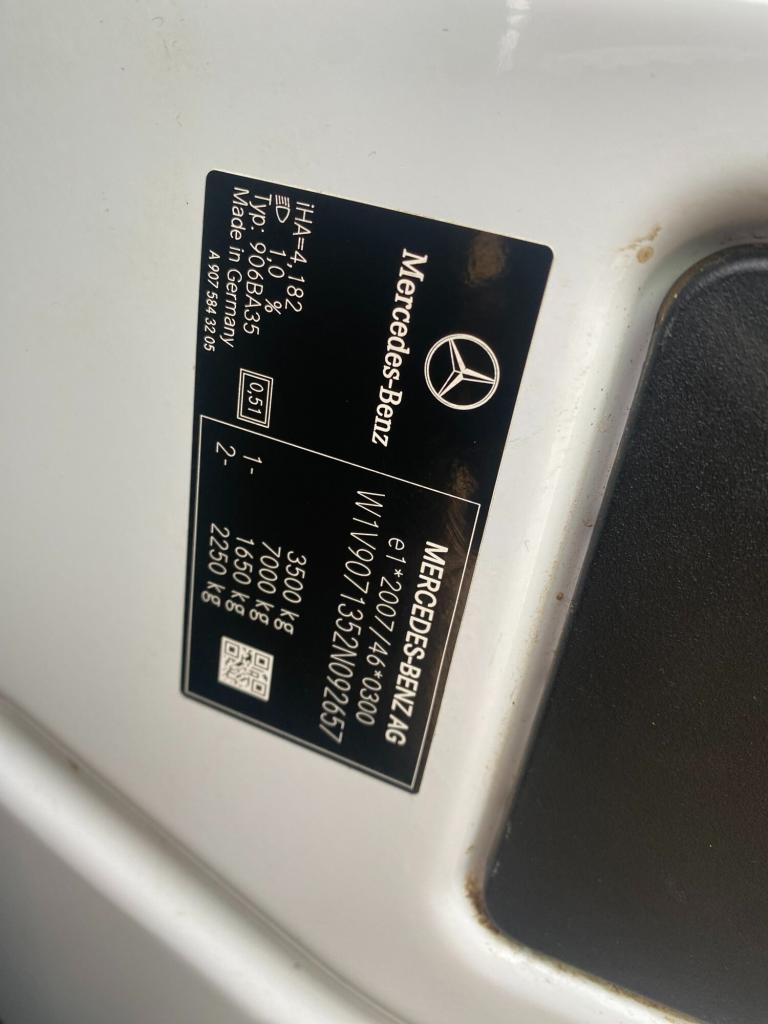 Mercedes-Benz
iHA=4,182
1,0 %
Typ: 906BA35
Made in Germany
A 907 584 32 05
0,51
MERCEDES-BENZ AG
e1*2007/46*0300
W1V9071352N092657
3500 kg
7000 kg
1- 1650 kg
2- 2250 kg